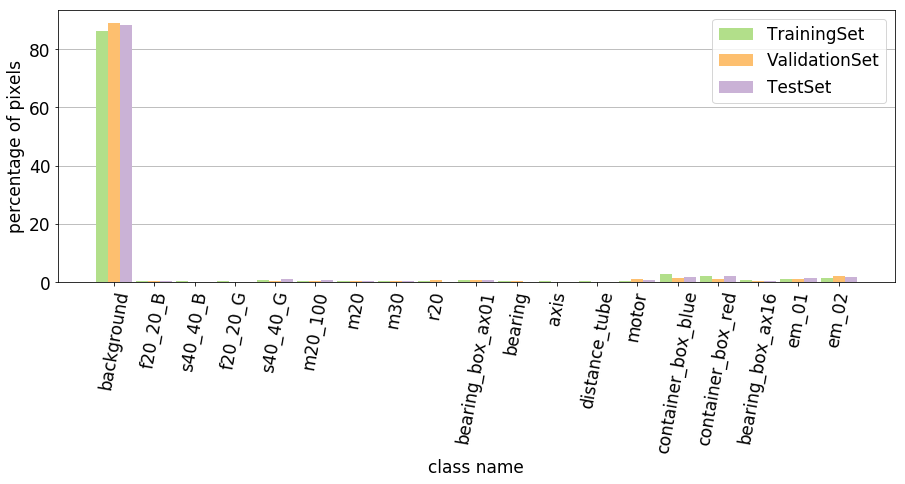 percentage of pixels
80
60
40
20
0
TrainingSet
ValidationSet
TestSet
background
f20_20_B
s40_40_B
f20_20_G
s40_40_G
m20_100
m20
m30
r20
bearing_box_ax01
bearing
axis
distance_tube
motor
container_box_blue
container_box_red
bearing_box_ax16
em_01
em_02
class name